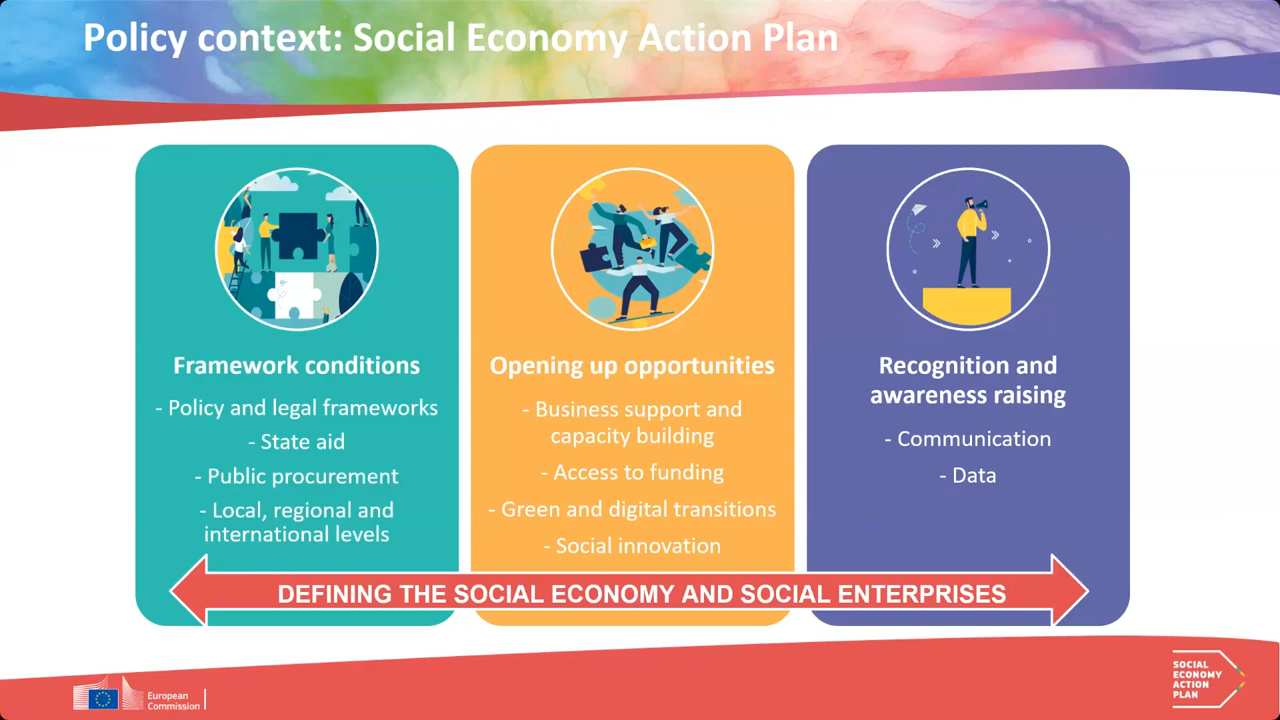 Policy context: Social Economy Action Plan
Framework conditions
- Policy and legal frameworks
- State aid
- Public procurement
- Local, regional and
international levels
Opening up opportunities
- Business support and
capacity building
- Access to funding
- Green and digital transitions
- Social innovation
Recognition and
awareness raising
- Communication
- Data
DEFINING THE SOCIAL ECONOMY AND SOCIAL ENTERPRISES
European
Commission
SOCIAL
ECONOMY
ACTION
PLAN